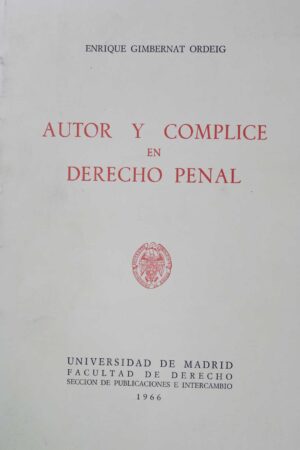 ENRIQUE GIMBERNAT ORDEIG
AUTOR Y COMPLICE
EN
DERECHO PENAL
UNIVERSIDAD DE MADRID
FACULTAD DE DERECHO
SECCION DE PUBLICACIONES E INTERCAMBIO
1966